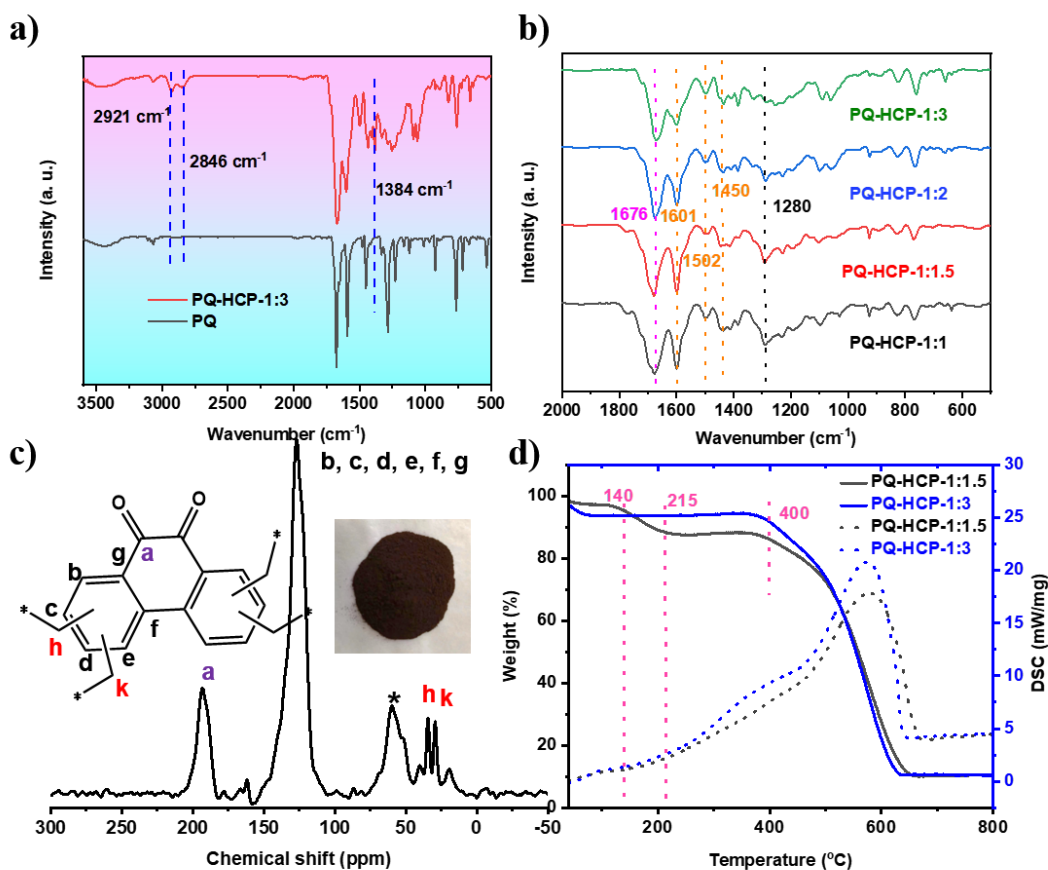 a)
Intensity (a. u.)
2921 cm⁻¹
2846 cm⁻¹
1384 cm⁻¹
PQ-HCP-1:3
PQ
3500 3000 2500 2000 1500 1000 500
Wavenumber (cm⁻¹)
b)
Intensity (a. u.)
PQ-HCP-1:3
PQ-HCP-1:2
1450
1676 1601 1280
1502
PQ-HCP-1:1.5
PQ-HCP-1:1
2000 1800 1600 1400 1200 1000 800 600
Wavenumber (cm⁻¹)
c)
b, c, d, e, f, g
O O
g a
b
*
c
*
*
h
f
d e
k
*
a
*
h k
300 250 200 150 100 50 0 -50
Chemical shift (ppm)
d)
Weight (%)
100
80
60
40
20
0
140 215 400
PQ-HCP-1:1.5
PQ-HCP-1:3
PQ-HCP-1:1.5
PQ-HCP-1:3
30
25
20
15
10
5
0
DSC (mW/mg)
200 400 600 800
Temperature (°C)